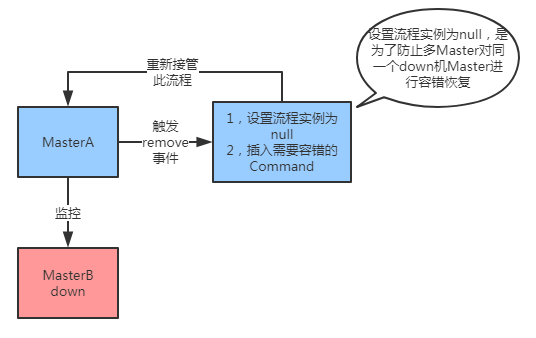 设置流程实例为null，是
为了防止多Master对同
一个down机Master进
行容错恢复
重新接管
此流程
MasterA
触发
remove
事件
1，设置流程实例为
null
2，插入需要容错的
Command
监控
MasterB
down